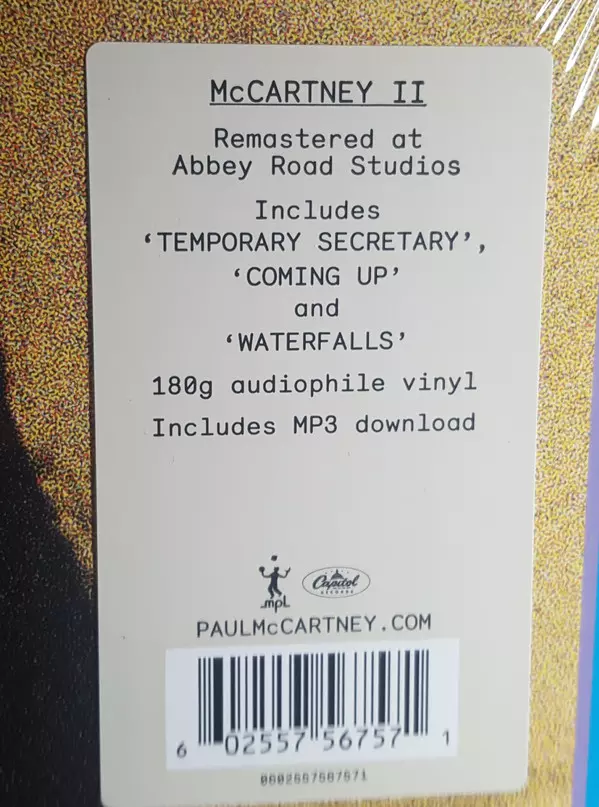 McCARTNEY II
Remastered at
Abbey Road Studios
Includes
‘TEMPORARY SECRETARY’,
‘COMING UP’
and
‘WATERFALLS’
180g audiophile vinyl
Includes MP3 download
mpl
Capitol
RECORDS
PAULMcCARTNEY.COM
6 02557 56757 1
0602557567571